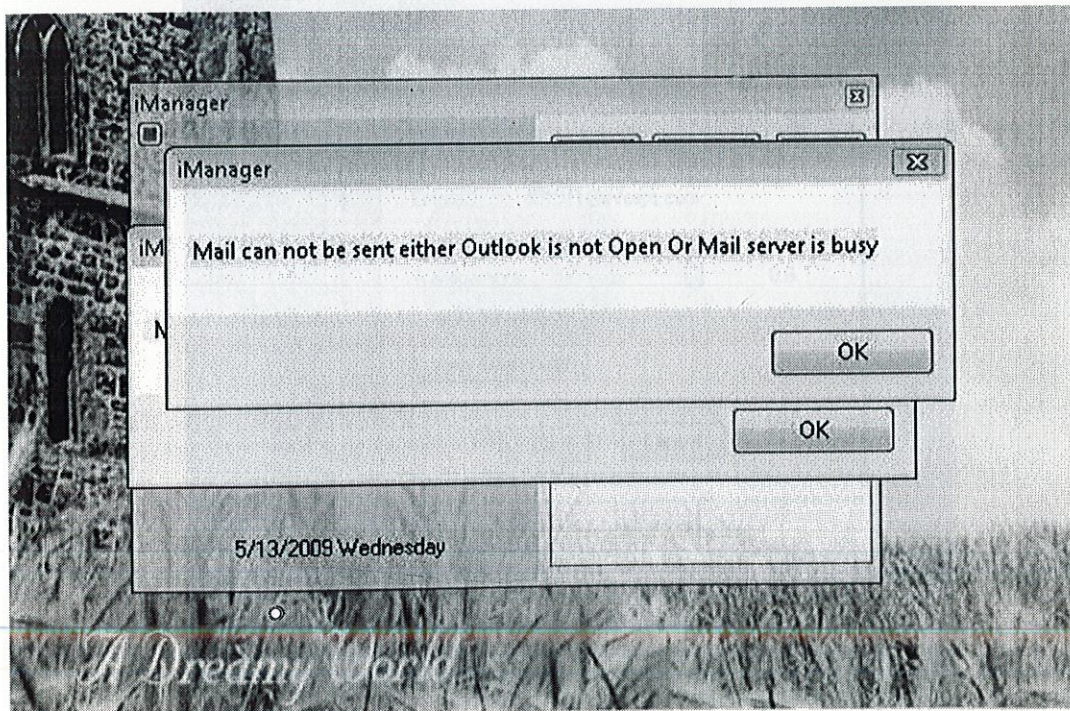 iManager
iManager
iM
Mail can not be sent either Outlook is not Open Or Mail server is busy
OK
OK
5/13/2009 Wednesday
A Dreamy World